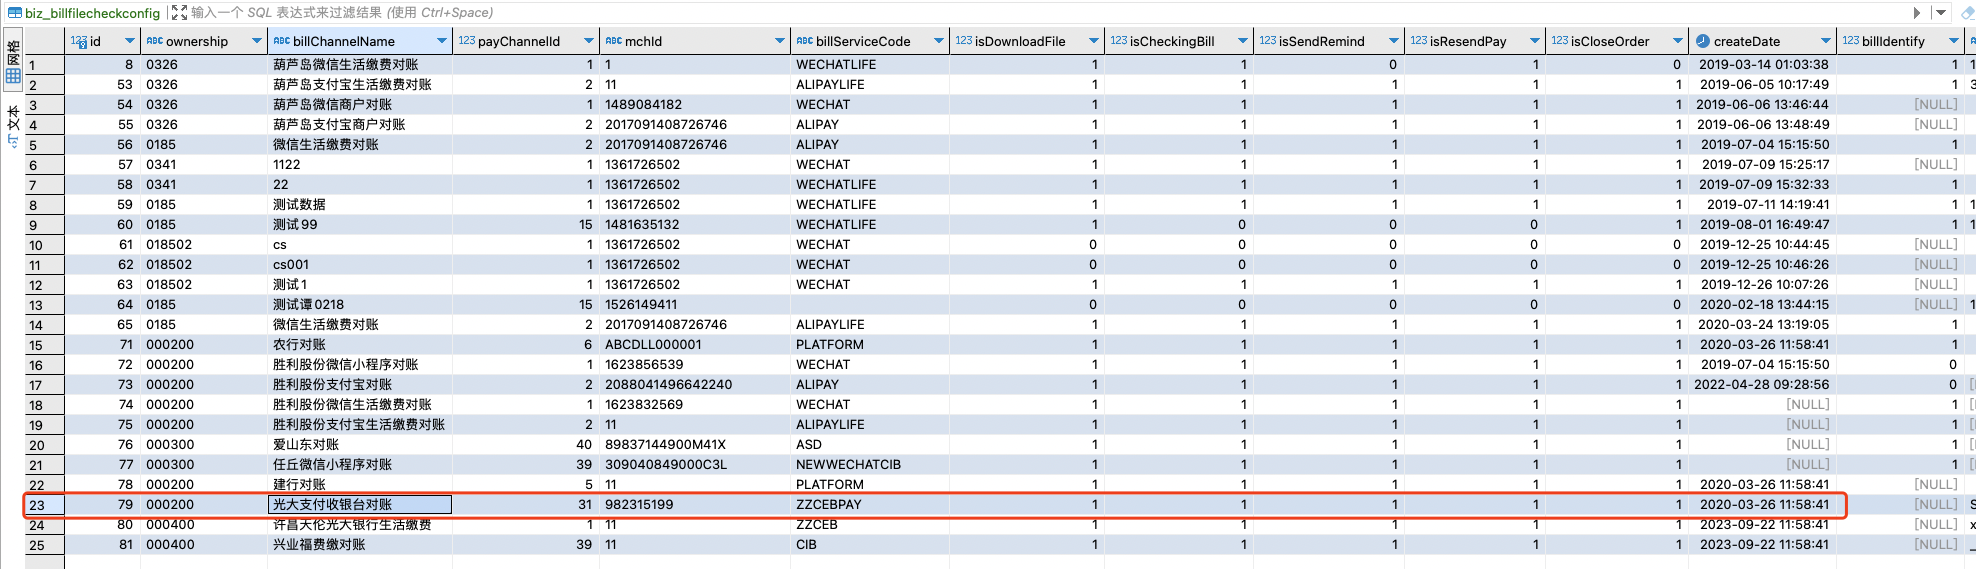 biz_billfilecheckconfig 输入一个 SQL 表达式来过滤结果 (使用 Ctrl+Space)
网格
文本
123 id ABC ownership ABC billChannelName 123 payChannelId ABC mchId ABC billServiceCode 123 isDownloadFile 123 isCheckingBill 123 isSendRemind 123 isResendPay 123 isCloseOrder createDate 123 billIdentify
1 8 0326 葫芦岛微信生活缴费对账 1 1 WECHATLIFE 1 1 0 1 0 2019-03-14 01:03:38 1 1
2 53 0326 葫芦岛支付宝生活缴费对账 2 11 ALIPAYLIFE 1 1 1 1 1 2019-06-05 10:17:49 1 3
3 54 0326 葫芦岛微信商户对账 1 1489084182 WECHAT 1 1 1 1 1 2019-06-06 13:46:44 [NULL]
4 55 0326 葫芦岛支付宝商户对账 2 2017091408726746 ALIPAY 1 1 1 1 1 2019-06-06 13:48:49 [NULL]
5 56 0185 微信生活缴费对账 2 2017091408726746 ALIPAY 1 1 1 1 1 2019-07-04 15:15:50 1
6 57 0341 1122 1 1361726502 WECHAT 1 1 1 1 1 2019-07-09 15:25:17 [NULL]
7 58 0341 22 1 1361726502 WECHATLIFE 1 1 1 1 1 2019-07-09 15:32:33 1
8 59 0185 测试数据 1 1361726502 WECHATLIFE 1 1 1 1 1 2019-07-11 14:19:41 1 1
9 60 0185 测试99 15 1481635132 WECHATLIFE 1 0 0 0 1 2019-08-01 16:49:47 1 1
10 61 018502 cs 1 1361726502 WECHAT 0 0 0 0 0 2019-12-25 10:44:45 [NULL]
11 62 018502 cs001 1 1361726502 WECHAT 0 0 0 0 0 2019-12-25 10:46:26 [NULL]
12 63 018502 测试1 1 1361726502 WECHAT 1 1 1 1 1 2019-12-26 10:07:26 [NULL]
13 64 0185 测试谭0218 15 1526149411 0 0 0 0 0 2020-02-18 13:44:15 [NULL] 1
14 65 0185 微信生活缴费对账 2 2017091408726746 ALIPAYLIFE 1 1 1 1 1 2020-03-24 13:19:05 1
15 71 000200 农行对账 6 ABCDLL000001 PLATFORM 1 1 1 1 1 2020-03-26 11:58:41 1
16 72 000200 胜利股份微信小程序对账 1 1623856539 WECHAT 1 1 1 1 1 2019-07-04 15:15:50 0
17 73 000200 胜利股份支付宝对账 2 2088041496642240 ALIPAY 1 1 1 1 1 2022-04-28 09:28:56 0 [
18 74 000200 胜利股份微信生活缴费对账 1 1623832569 WECHAT 1 1 1 1 1 [NULL] 1 [
19 75 000200 胜利股份支付宝生活缴费对账 2 11 ALIPAYLIFE 1 1 1 1 1 [NULL] 1 [
20 76 000300 爱山东对账 40 89837144900M41X ASD 1 1 1 1 1 [NULL] 1 [
21 77 000300 任丘微信小程序对账 39 309040849000C3L NEWWECHATCIB 1 1 1 1 1 [NULL] 1 [
22 78 000200 建行对账 5 11 PLATFORM 1 1 1 1 1 2020-03-26 11:58:41 [NULL]
23 79 000200 光大支付收银台对账 31 982315199 ZZCEBPAY 1 1 1 1 1 2020-03-26 11:58:41 [NULL] S
24 80 000400 许昌天伦光大银行生活缴费 1 11 ZZCEB 1 1 1 1 1 2023-09-22 11:58:41 [NULL] x
25 81 000400 兴业福费缴对账 39 11 CIB 1 1 1 1 1 2023-09-22 11:58:41 [NULL]